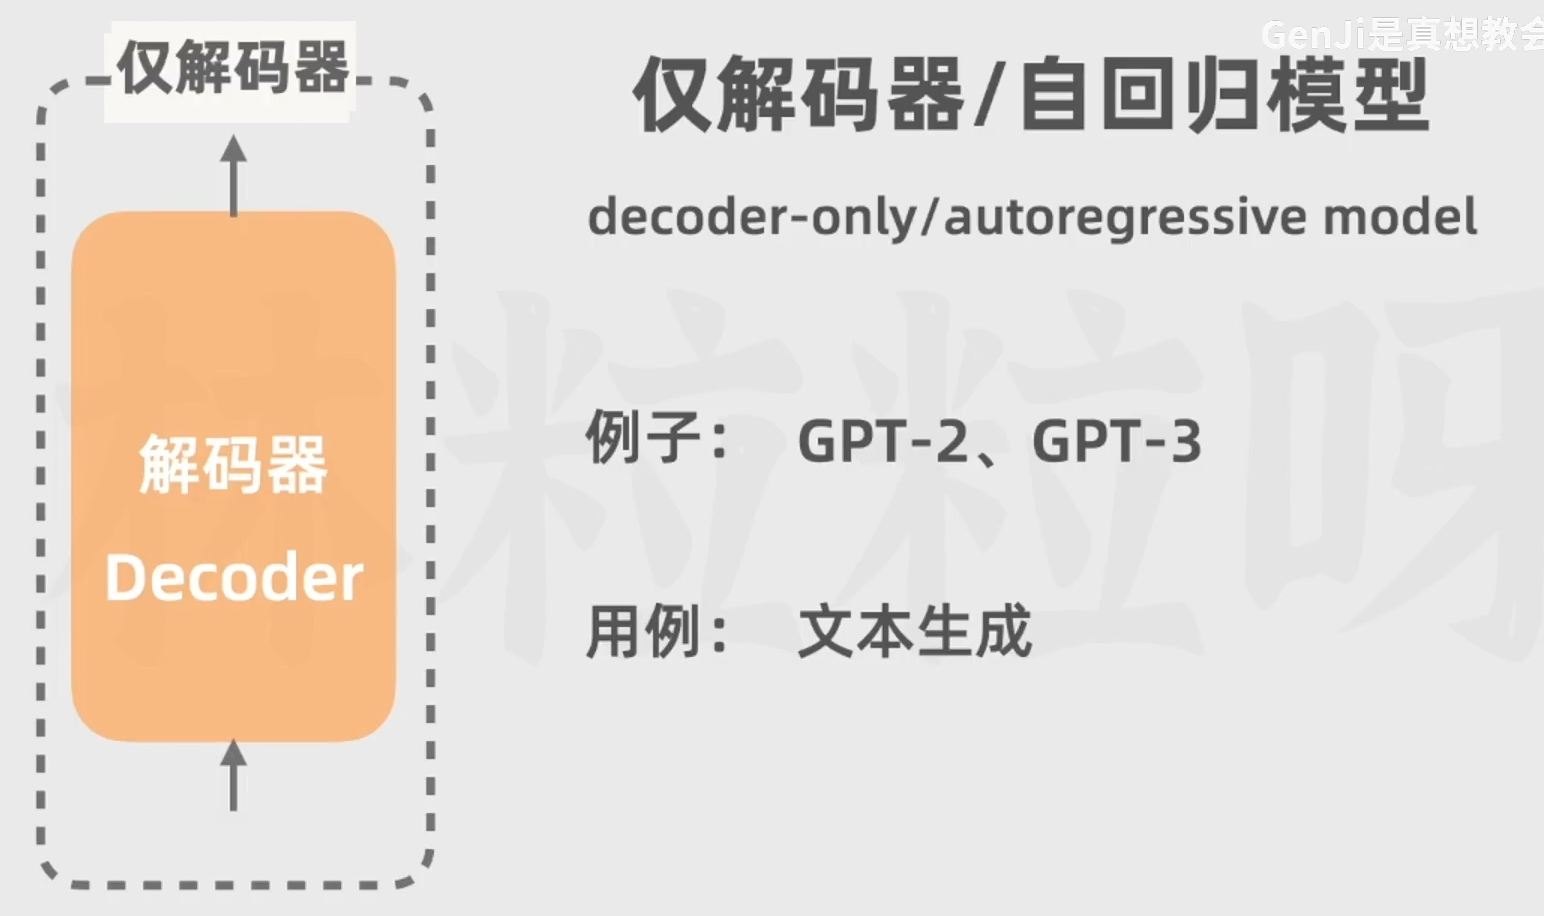 仅解码器
GenJi是真想教会
仅解码器/自回归模型
decoder-only/autoregressive model
解码器
Decoder
例子： GPT-2、GPT-3
用例： 文本生成
林粒粒呀